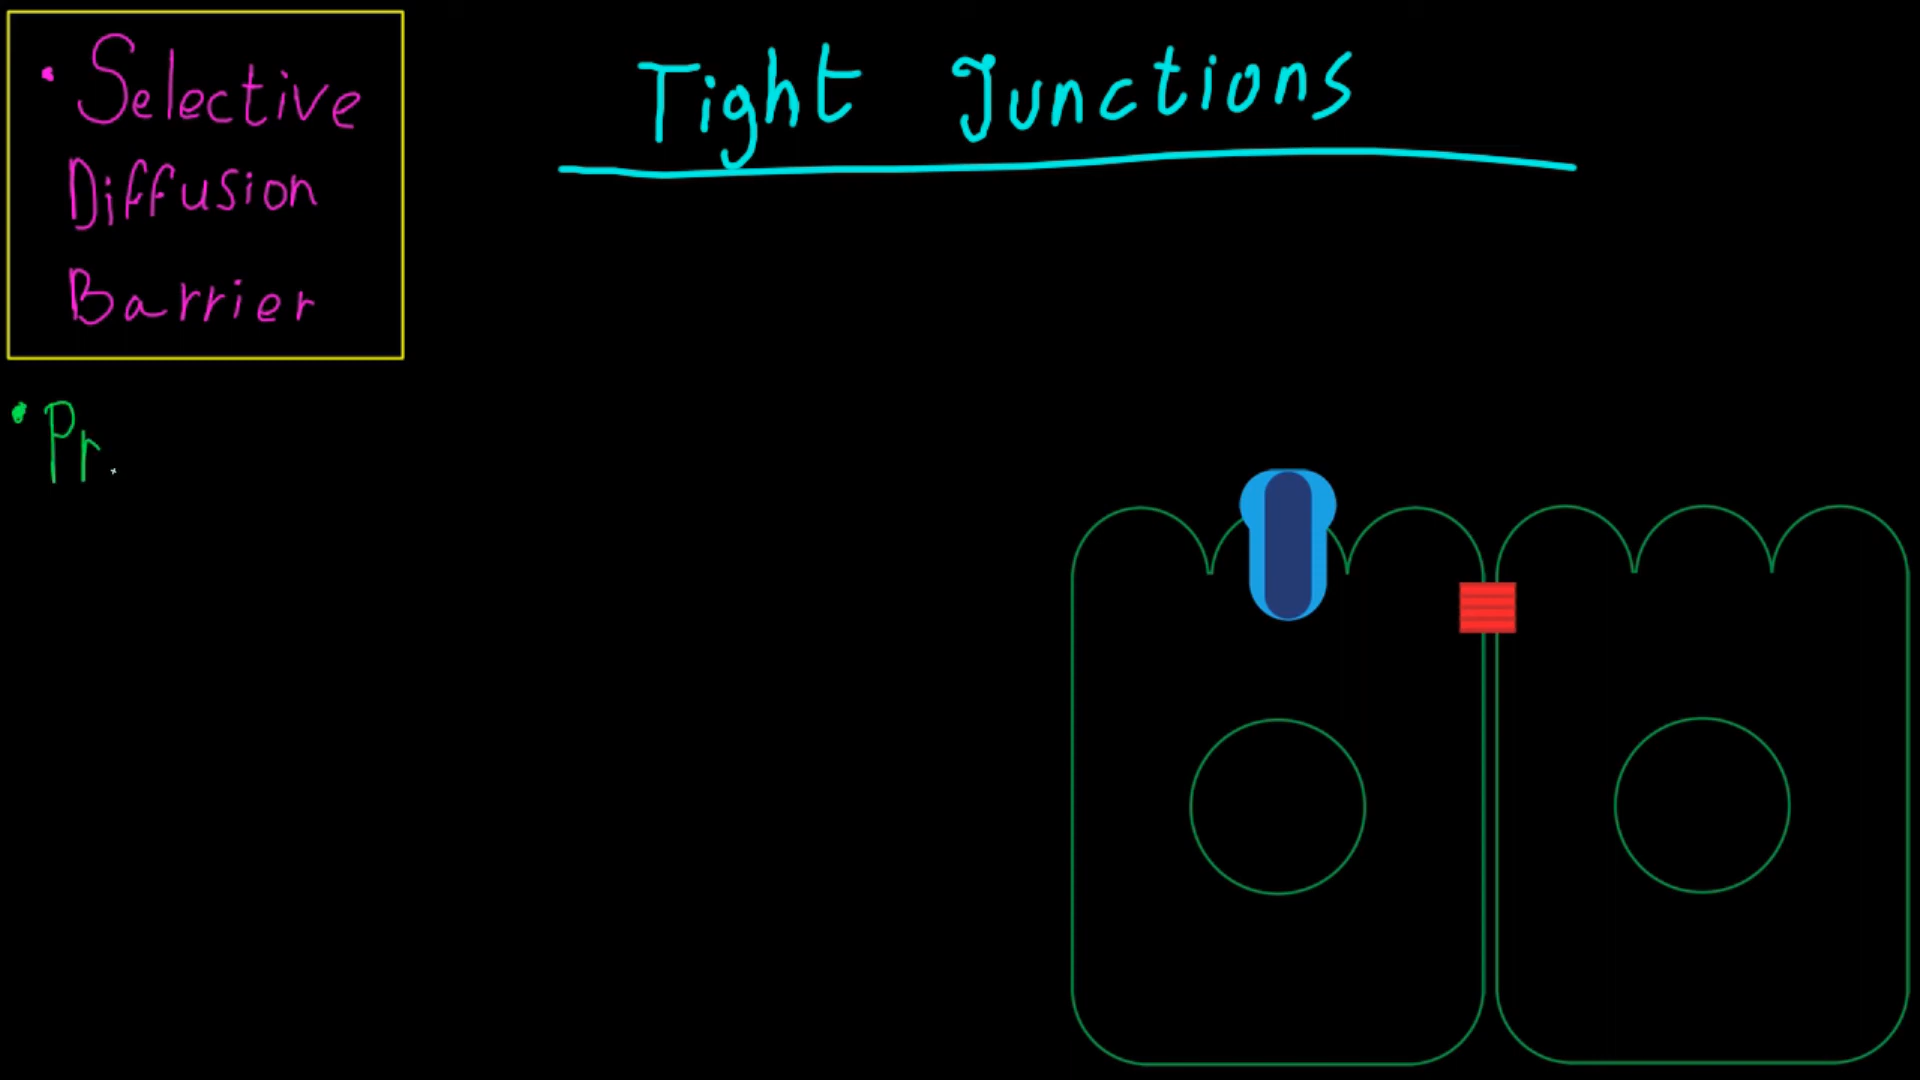 • Selective
Diffusion
Barrier
Tight Junctions
• Pr.